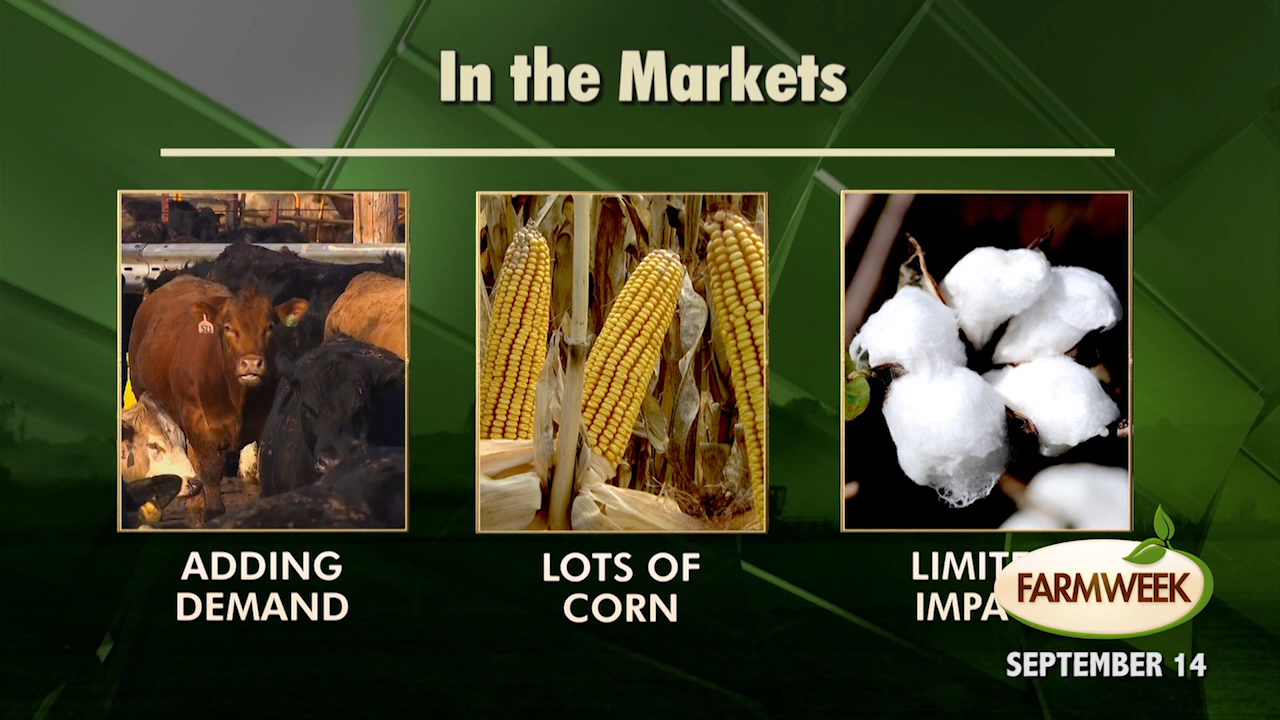 In the Markets
ADDING
DEMAND
LOTS OF
CORN
FARMWEEK
SEPTEMBER 14